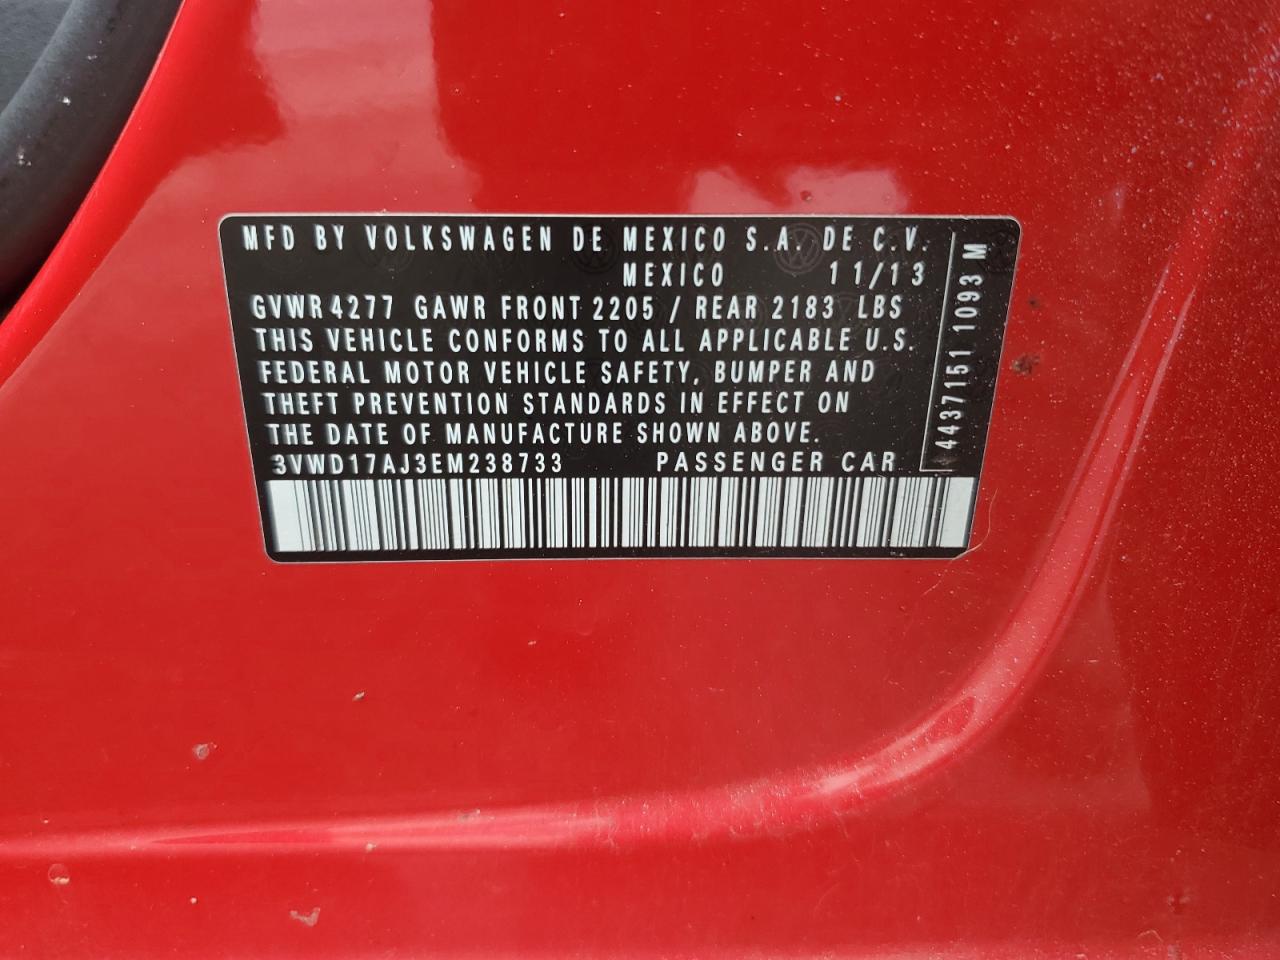 MFD BY VOLKSWAGEN DE MEXICO S.A. DE C.V.
MEXICO 11/13
GVWR 4277 GAWR FRONT 2205 / REAR 2183 LBS
THIS VEHICLE CONFORMS TO ALL APPLICABLE U.S.
FEDERAL MOTOR VEHICLE SAFETY, BUMPER AND
THEFT PREVENTION STANDARDS IN EFFECT ON
THE DATE OF MANUFACTURE SHOWN ABOVE.
3VWD17AJ3EM238733 PASSENGER CAR
4437151 1093 M